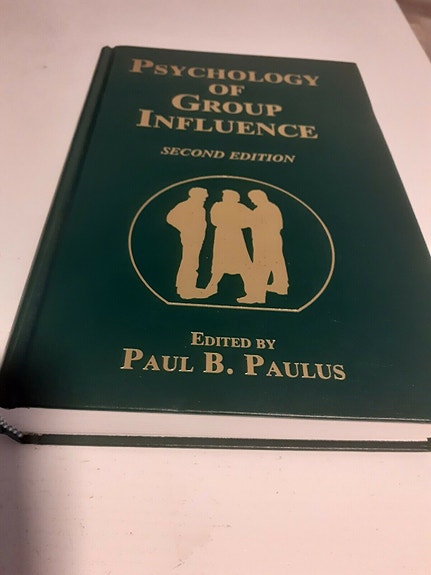 PSYCHOLOGY
OF
GROUP
INFLUENCE
SECOND EDITION
EDITED BY
PAUL B. PAULUS